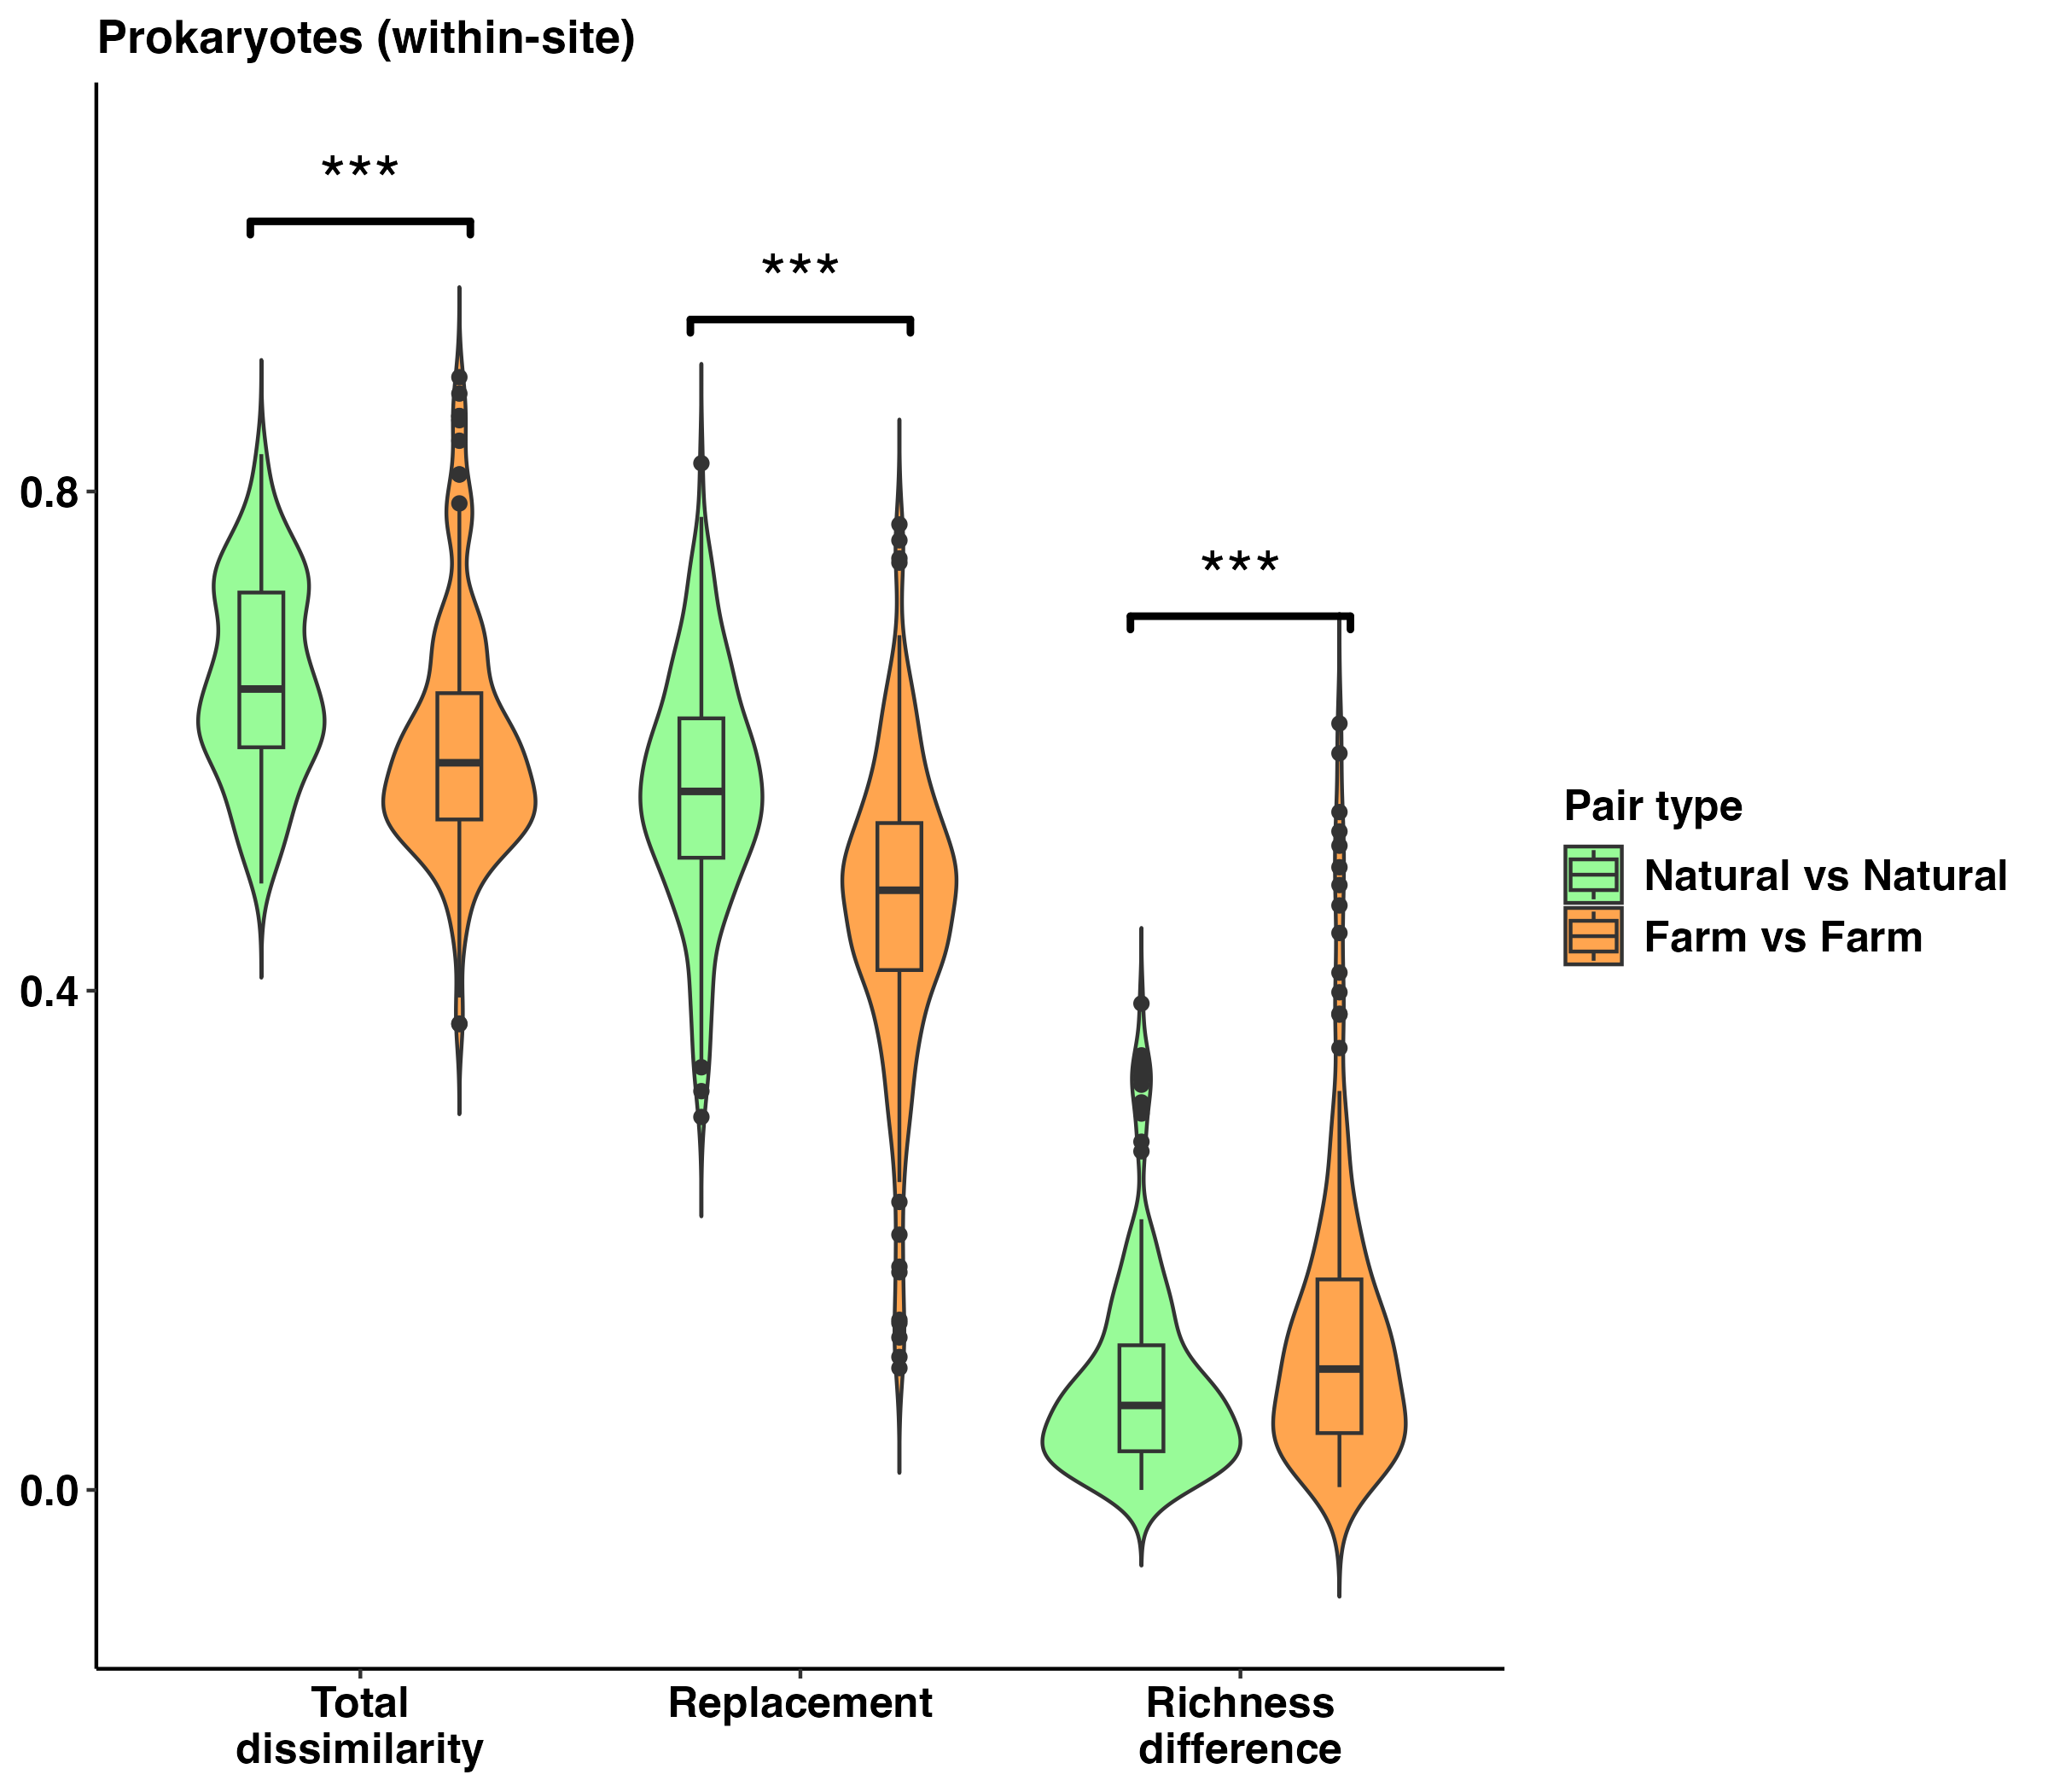 Prokaryotes (within-site)
***
***
***
0.8
0.4
0.0
Total
dissimilarity
Replacement
Richness
difference
Pair type
Natural vs Natural
Farm vs Farm